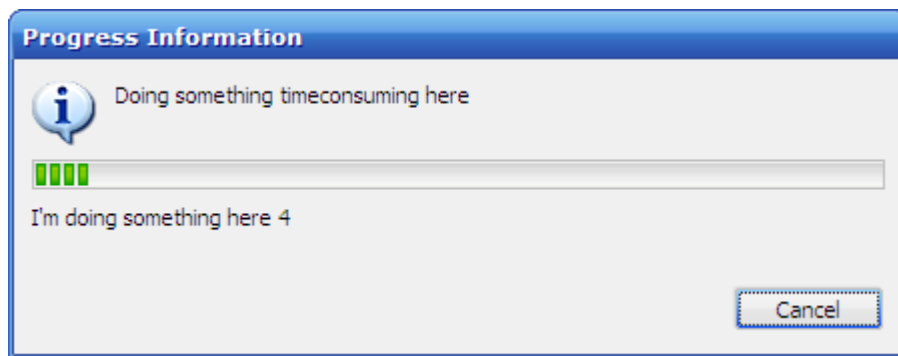 Progress Information
Doing something timeconsuming here
I'm doing something here 4
Cancel